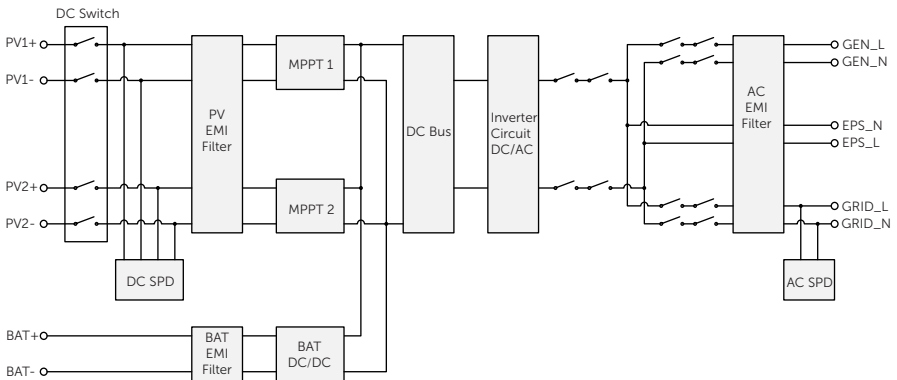 DC Switch
PV1+
PV1-
PV2+
PV2-
PV
EMI
Filter
MPPT 1
MPPT 2
DC Bus
Inverter
Circuit
DC/AC
AC
EMI
Filter
GEN_L
GEN_N
EPS_N
EPS_L
GRID_L
GRID_N
DC SPD
AC SPD
BAT+
BAT-
BAT
EMI
Filter
BAT
DC/DC